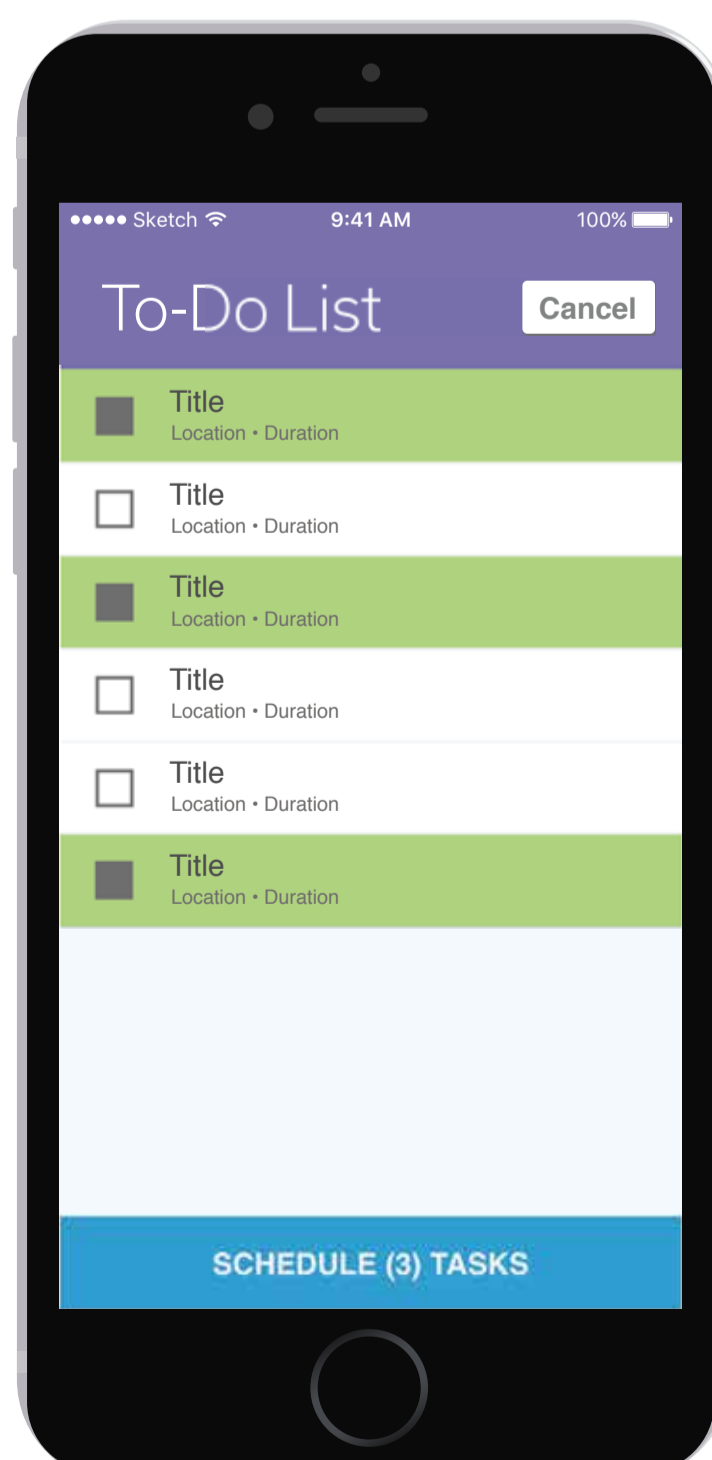 Sketch 9:41 AM 100%
To-Do List Cancel
Title
Location • Duration
Title
Location • Duration
Title
Location • Duration
Title
Location • Duration
Title
Location • Duration
Title
Location • Duration
SCHEDULE (3) TASKS